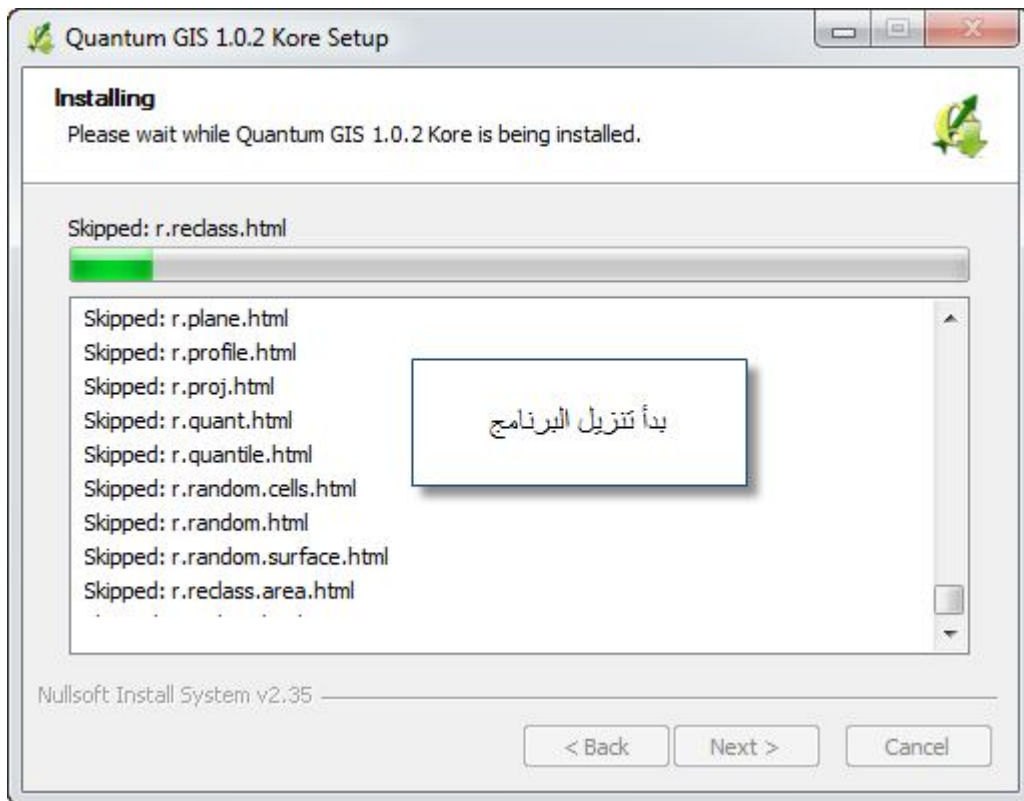 Quantum GIS 1.0.2 Kore Setup
Installing
Please wait while Quantum GIS 1.0.2 Kore is being installed.
Skipped: r.reclass.html
Skipped: r.plane.html
Skipped: r.profile.html
Skipped: r.proj.html
Skipped: r.quant.html
Skipped: r.quantile.html
Skipped: r.random.cells.html
Skipped: r.random.html
Skipped: r.random.surface.html
Skipped: r.reclass.area.html
بدأ تنزيل البرنامج
Nullsoft Install System v2.35
< Back
Next >
Cancel